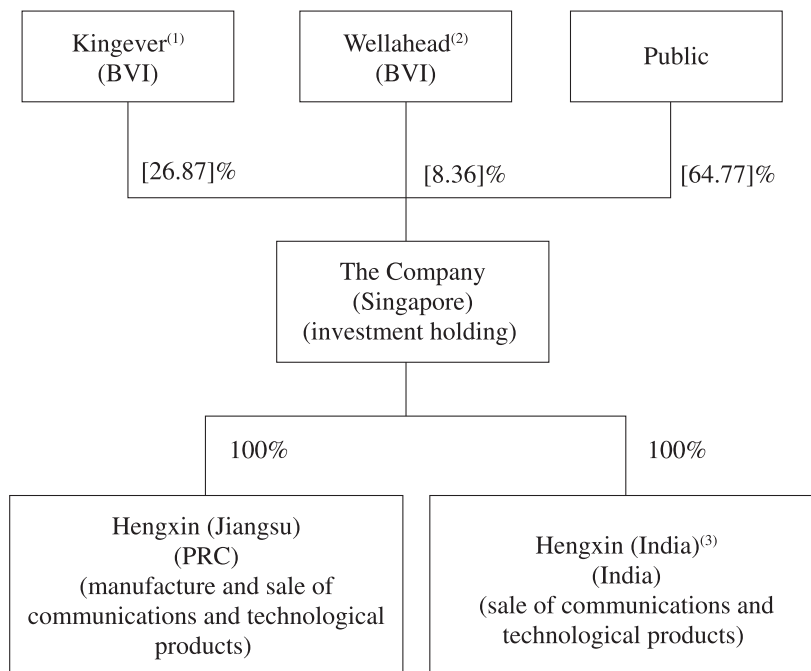 Kingever(1)
(BVI)
Wellahead(2)
(BVI)
Public
[26.87]%
[8.36]%
[64.77]%
The Company
(Singapore)
(investment holding)
100%
100%
Hengxin (Jiangsu)
(PRC)
(manufacture and sale of
communications and technological
products)
Hengxin (India)(3)
(India)
(sale of communications and
technological products)